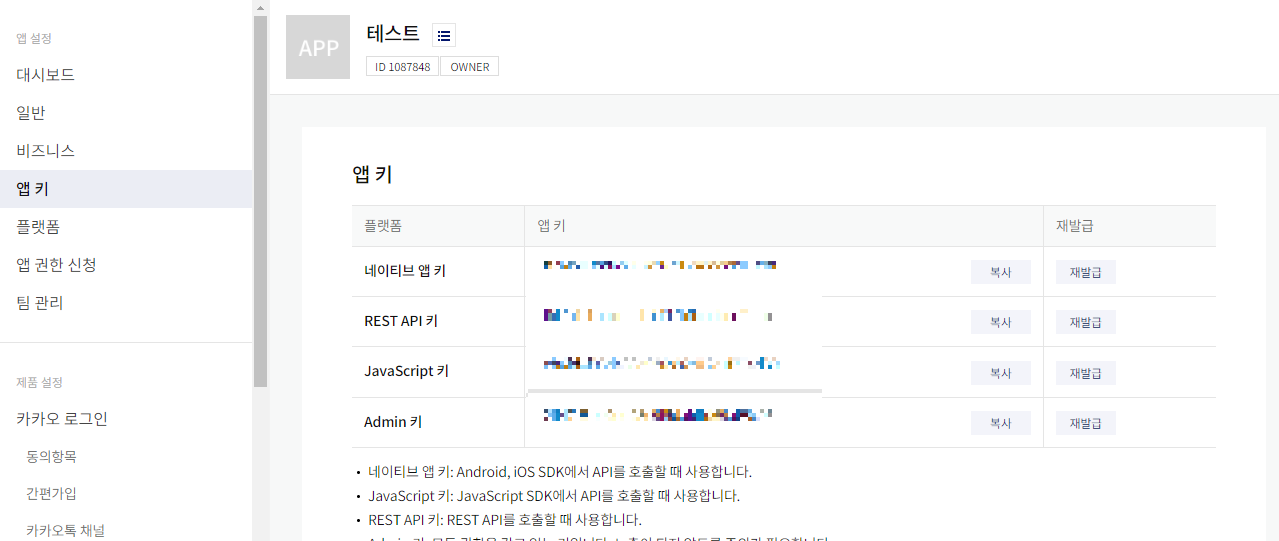 앱 설정
대시보드
일반
비즈니스
앱 키
플랫폼
앱 권한 신청
팀 관리
제품 설정
카카오 로그인
동의항목
간편가입
카카오톡 채널
APP
테스트
ID 1087848 OWNER
앱 키
플랫폼 앱 키 재발급
네이티브 앱 키 복사 재발급
REST API 키 복사 재발급
JavaScript 키 복사 재발급
Admin 키 복사 재발급
• 네이티브 앱 키: Android, iOS SDK에서 API를 호출할 때 사용합니다.
• JavaScript 키: JavaScript SDK에서 API를 호출할 때 사용합니다.
• REST API 키: REST API를 호출할 때 사용합니다.